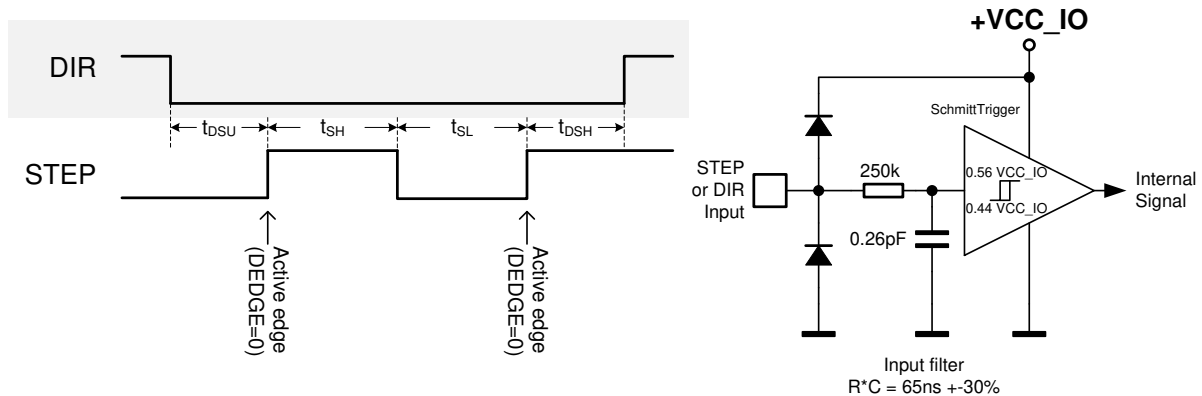 DIR
tDSU
tSH
tSL
tDSH
STEP
Active edge
(DEDGE=0)
Active edge
(DEDGE=0)
+VCC_IO
SchmittTrigger
STEP
or DIR
Input
250k
0.56 VCC_IO
0.44 VCC_IO
0.26pF
Internal
Signal
Input filter
R*C = 65ns +-30%